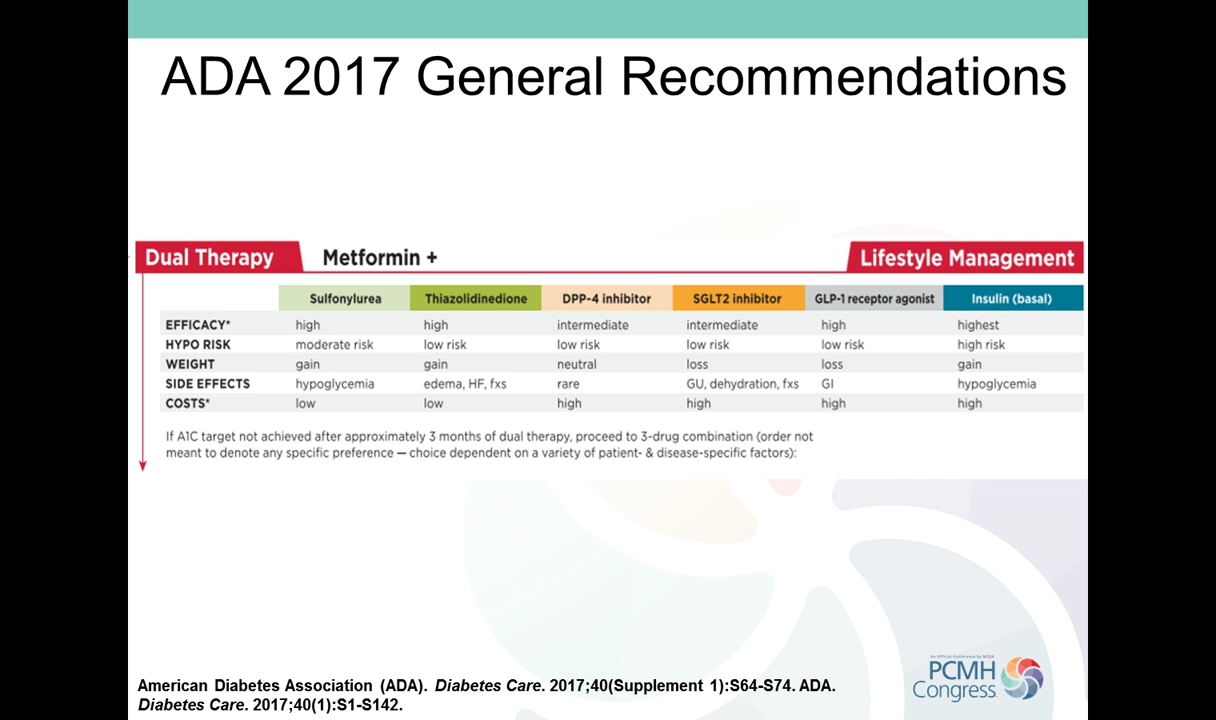 ADA 2017 General Recommendations
Dual Therapy Metformin + Lifestyle Management
Sulfonylurea Thiazolidinedione DPP-4 inhibitor SGLT2 inhibitor GLP-1 receptor agonist Insulin (basal)
EFFICACY* high high intermediate intermediate high highest
HYPO RISK moderate risk low risk low risk low risk low risk high risk
WEIGHT gain gain neutral loss loss gain
SIDE EFFECTS hypoglycemia edema, HF, fxs rare GU, dehydration, fxs GI hypoglycemia
COSTS* low low high high high high
If A1C target not achieved after approximately 3 months of dual therapy, proceed to 3-drug combination (order not
meant to denote any specific preference — choice dependent on a variety of patient- & disease-specific factors):
An Official Conference by NCQA
PCMH
Congress
American Diabetes Association (ADA). Diabetes Care. 2017;40(Supplement 1):S64-S74. ADA.
Diabetes Care. 2017;40(1):S1-S142.